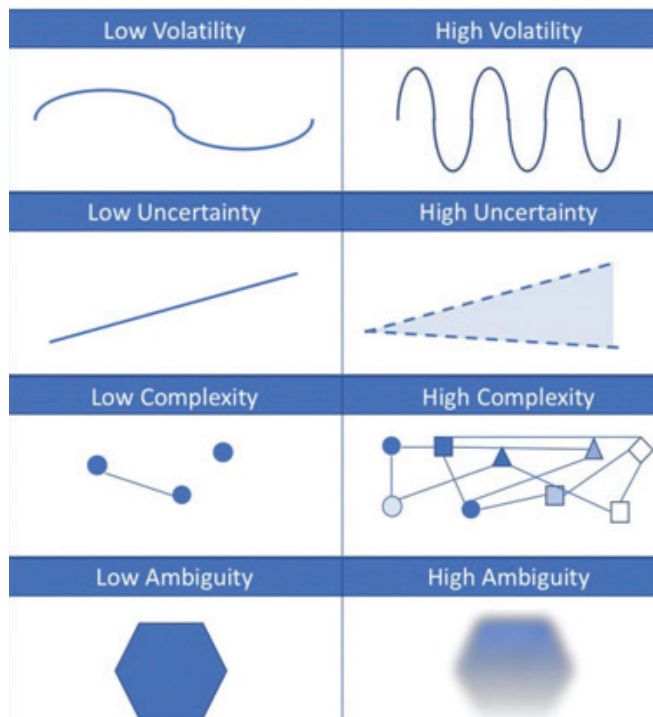 Low Volatility
High Volatility
Low Uncertainty
High Uncertainty
Low Complexity
High Complexity
Low Ambiguity
High Ambiguity